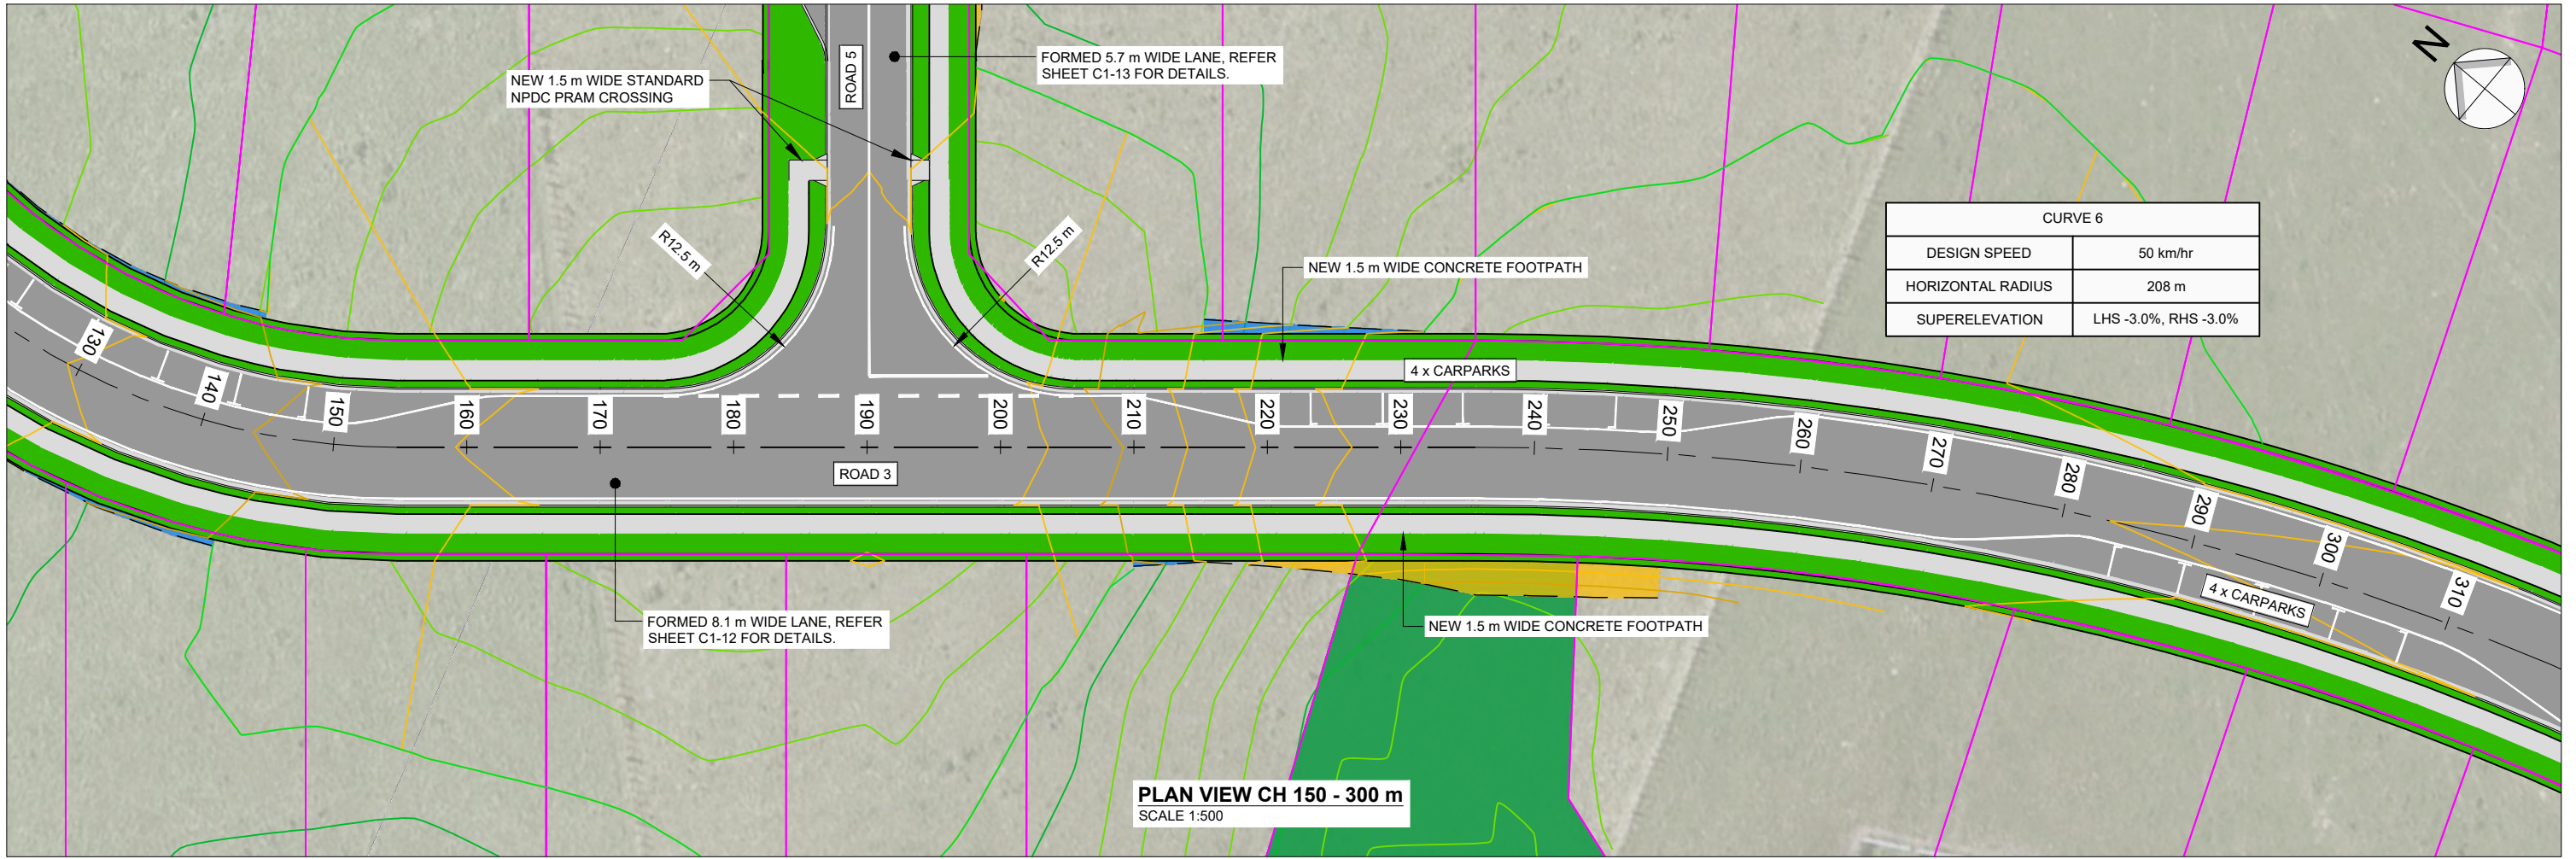 N
ROAD 5
FORMED 5.7 m WIDE LANE, REFER
SHEET C1-13 FOR DETAILS.
NEW 1.5 m WIDE STANDARD
NPDC PRAM CROSSING
R12.5 m
R12.5 m
NEW 1.5 m WIDE CONCRETE FOOTPATH
CURVE 6
DESIGN SPEED 50 km/hr
HORIZONTAL RADIUS 208 m
SUPERELEVATION LHS -3.0%, RHS -3.0%
4 x CARPARKS
130
140
150
160
170
180
190
200
210
220
230
240
250
260
270
280
290
300
310
ROAD 3
4 x CARPARKS
FORMED 8.1 m WIDE LANE, REFER
SHEET C1-12 FOR DETAILS.
NEW 1.5 m WIDE CONCRETE FOOTPATH
PLAN VIEW CH 150 - 300 m
SCALE 1:500